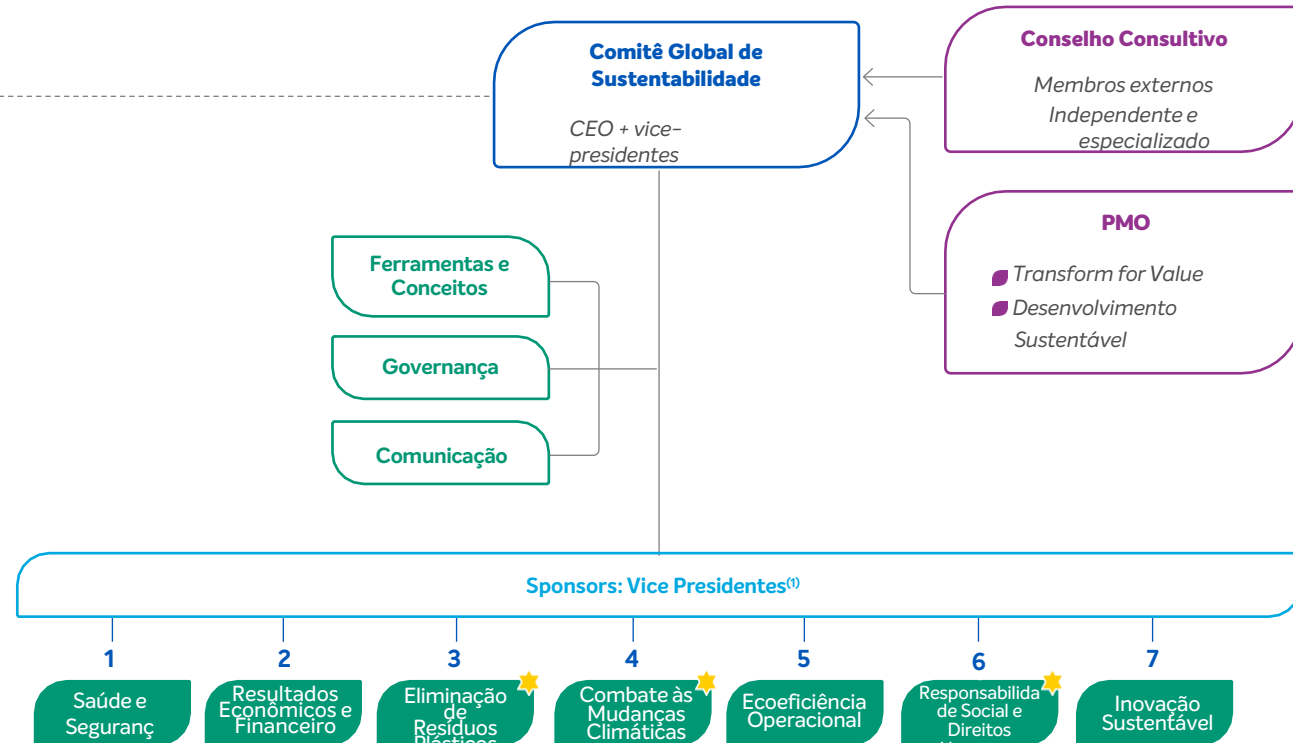 Comitê Global de
Sustentabilidade
CEO + vice-
presidentes
Conselho Consultivo
Membros externos
Independente e
especializado
PMO
Transform for Value
Desenvolvimento
Sustentável
Ferramentas e
Conceitos
Governança
Comunicação
Sponsors: Vice Presidentes(1)
1
2
3
4
5
6
7
Saúde e
Seguranç
Resultados
Econômicos e
Financeiro
Eliminação
de
Resíduos
Plásticos
Combate às
Mudanças
Climáticas
Ecoeficiência
Operacional
Responsabilida
de Social e
Direitos
Inovação
Sustentável